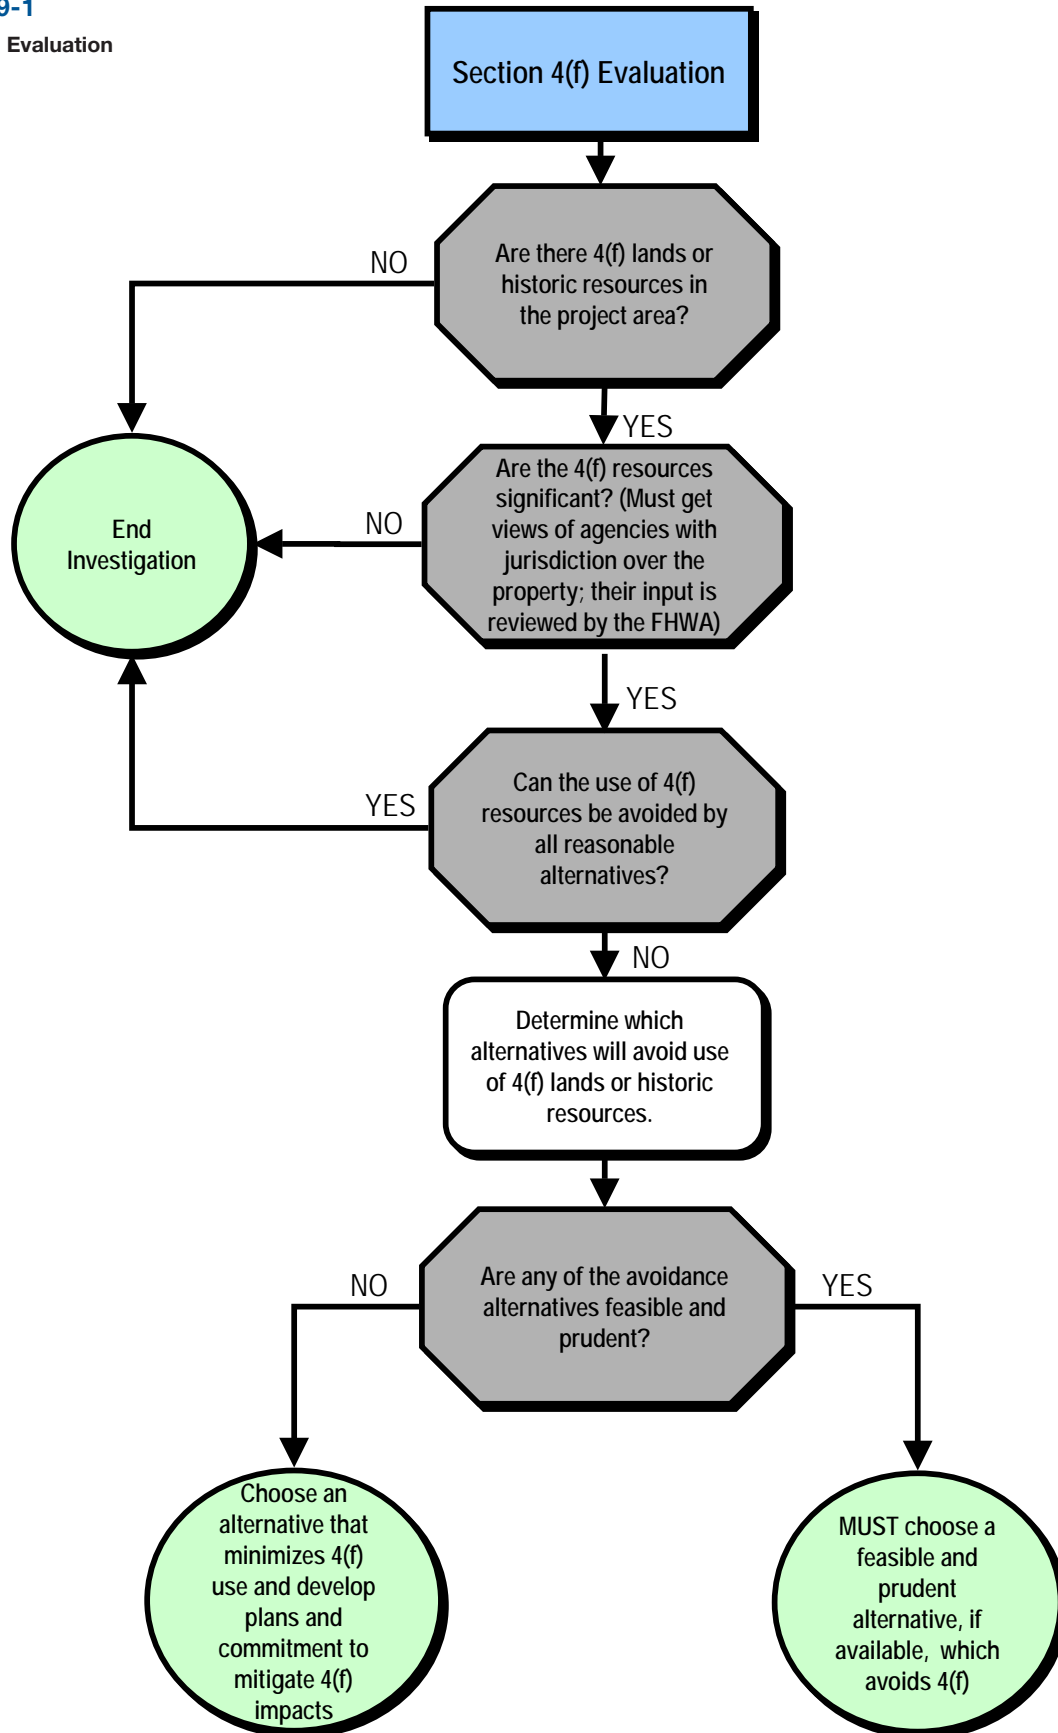 9-1
Evaluation
Section 4(f) Evaluation
Are there 4(f) lands or
historic resources in
the project area?
NO
YES
Are the 4(f) resources
significant? (Must get
views of agencies with
jurisdiction over the
property; their input is
reviewed by the FHWA)
NO
End
Investigation
YES
Can the use of 4(f)
resources be avoided by
all reasonable
alternatives?
YES
NO
Determine which
alternatives will avoid use
of 4(f) lands or historic
resources.
Are any of the avoidance
alternatives feasible and
prudent?
NO
YES
Choose an
alternative that
minimizes 4(f)
use and develop
plans and
commitment to
mitigate 4(f)
impacts
MUST choose a
feasible and
prudent
alternative, if
available, which
avoids 4(f)